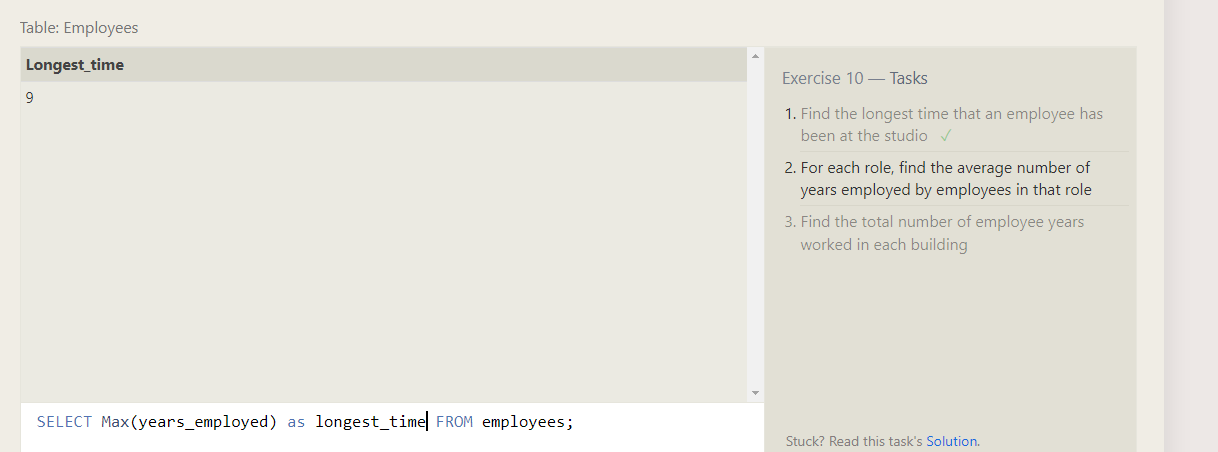 Table: Employees
Longest_time
9
Exercise 10 — Tasks
1. Find the longest time that an employee has
been at the studio ✓
2. For each role, find the average number of
years employed by employees in that role
3. Find the total number of employee years
worked in each building
SELECT Max(years_employed) as longest_time FROM employees;
Stuck? Read this task's Solution.